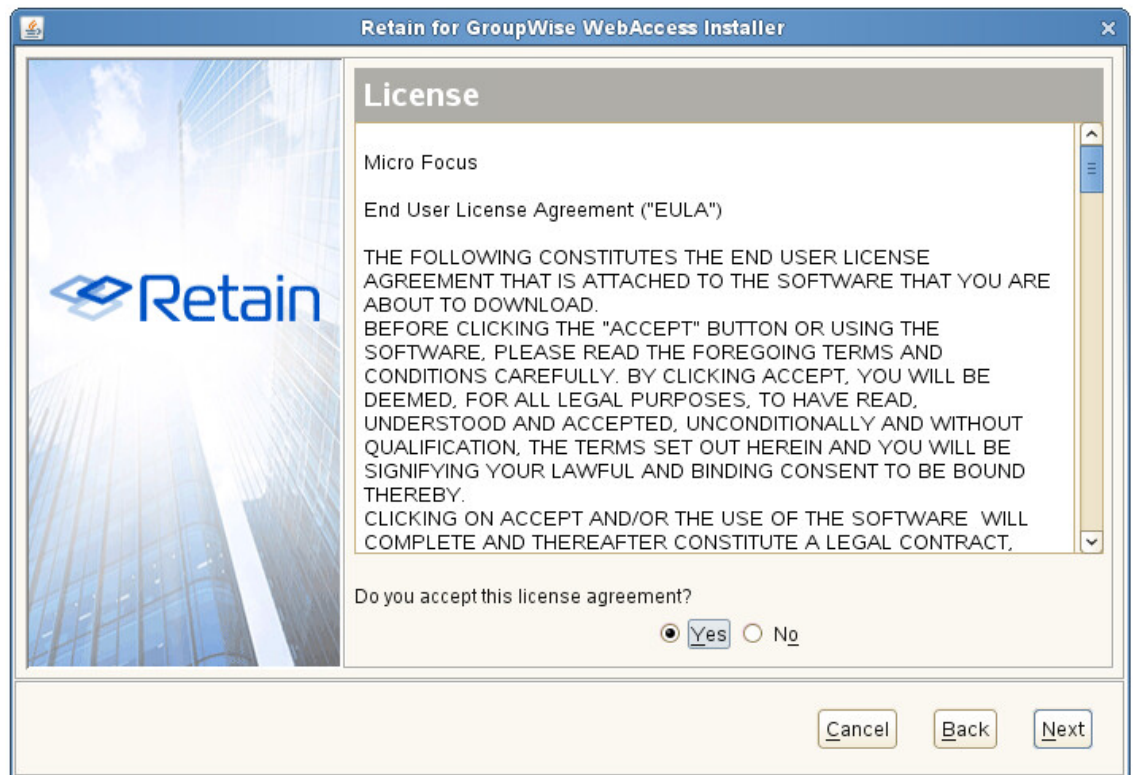 Retain for GroupWise WebAccess Installer
License
Micro Focus
End User License Agreement ("EULA")
THE FOLLOWING CONSTITUTES THE END USER LICENSE
AGREEMENT THAT IS ATTACHED TO THE SOFTWARE THAT YOU ARE
ABOUT TO DOWNLOAD.
BEFORE CLICKING THE "ACCEPT" BUTTON OR USING THE
SOFTWARE, PLEASE READ THE FOREGOING TERMS AND
CONDITIONS CAREFULLY. BY CLICKING ACCEPT, YOU WILL BE
DEEMED, FOR ALL LEGAL PURPOSES, TO HAVE READ,
UNDERSTOOD AND ACCEPTED, UNCONDITIONALLY AND WITHOUT
QUALIFICATION, THE TERMS SET OUT HEREIN AND YOU WILL BE
SIGNIFYING YOUR LAWFUL AND BINDING CONSENT TO BE BOUND
THEREBY.
CLICKING ON ACCEPT AND/OR THE USE OF THE SOFTWARE  WILL
COMPLETE AND THEREAFTER CONSTITUTE A LEGAL CONTRACT,
Retain
Do you accept this license agreement?
Yes No
Cancel Back Next